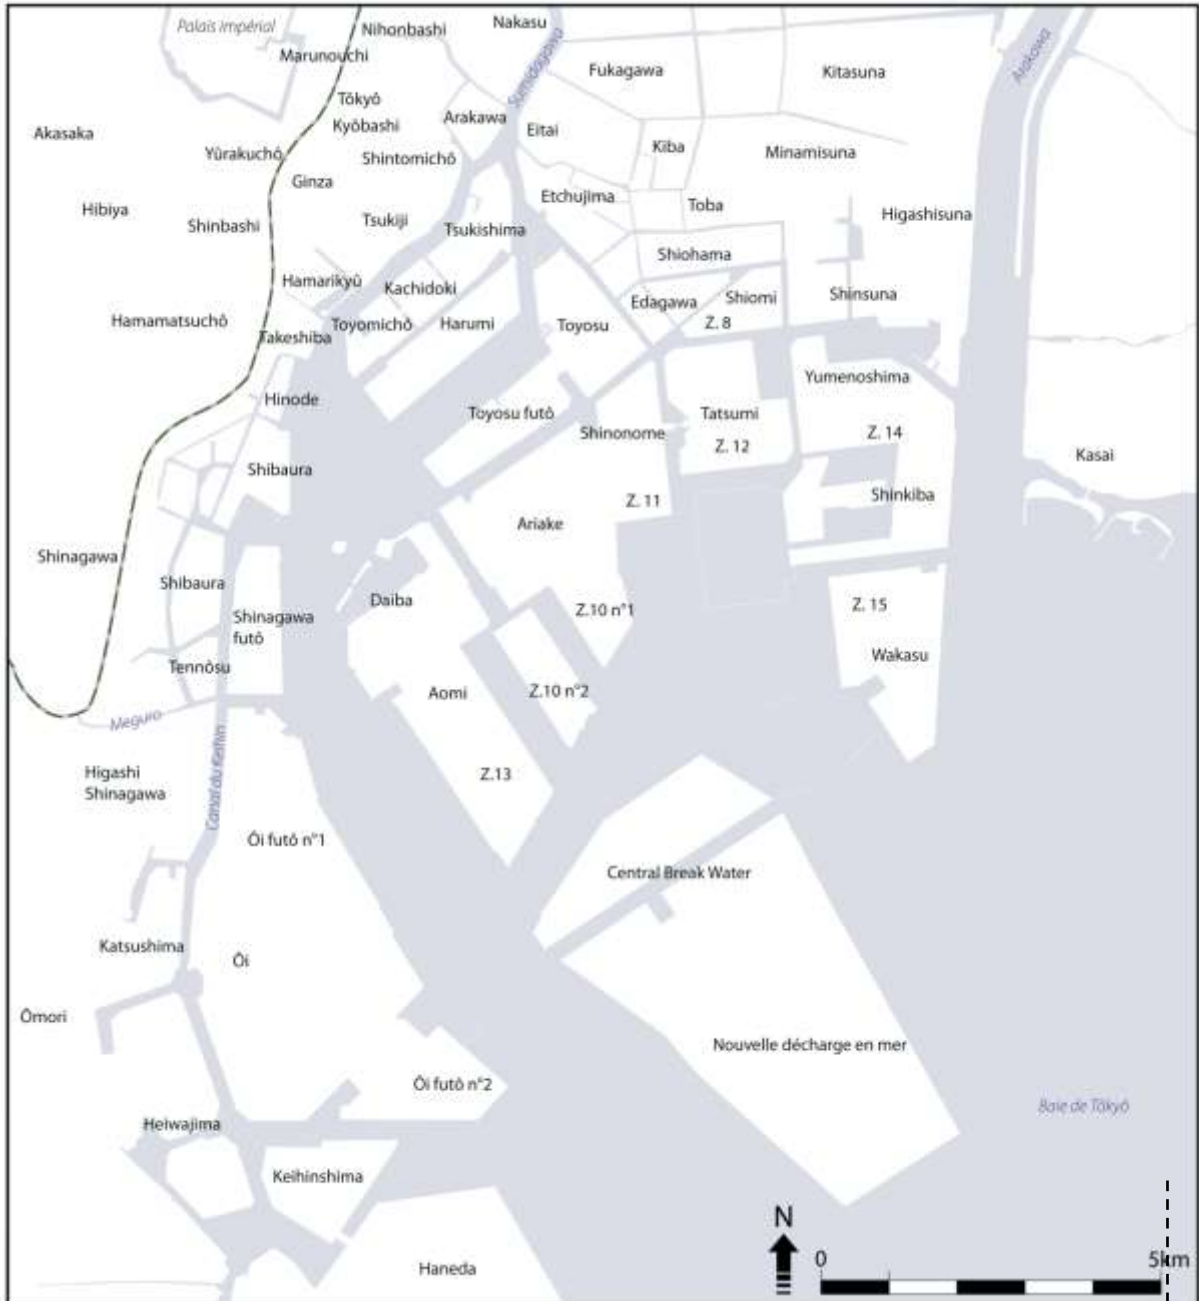 Palais impérial
Nihonbashi
Nakasu
Marunouchi
Sumidagawa
Arakawa
Fukagawa
Kitasuna
Tôkyô
Kyôbashi
Arakawa
Eitai
Akasaka
Yûrakuchô
Shintomichô
Kiba
Minamisuna
Ginza
Etchujima
Toba
Hibiya
Shinbashi
Tsukiji
Tsukishima
Higashisuna
Shiohama
Hamarikyû
Kachidoki
Edagawa
Shiomi
Shinsuna
Hamamatsuchô
Takeshiba
Toyomichô
Harumi
Toyosu
Z. 8
Yumenoshima
Hinode
Toyosu futô
Shinonome
Tatsumi
Z. 12
Z. 14
Kasai
Shibaura
Shinkiba
Z. 11
Ariake
Shinagawa
Shibaura
Daiba
Z.10 n°1
Z. 15
Shinagawa
futô
Tennôsu
Wakasu
Aomi
Z.10 n°2
Meguro
Higashi
Shinagawa
Canal du Keihin
Z.13
Ôi futô n°1
Central Break Water
Katsushima
Ôi
Ômori
Nouvelle décharge en mer
Ôi futô n°2
Baie de Tôkyô
Heiwajima
Keihinshima
Haneda
N
0
5km